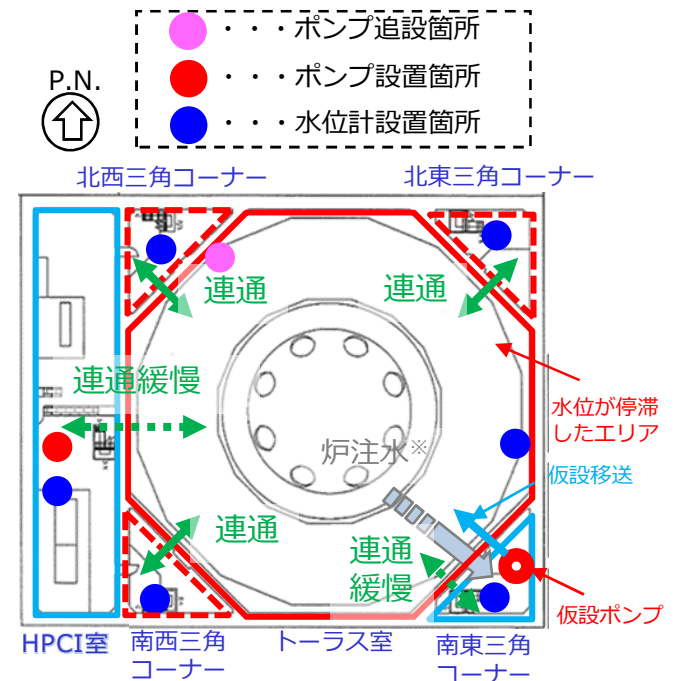 ・・・ポンプ追設箇所
・・・ポンプ設置箇所
・・・水位計設置箇所
P.N.
北西三角コーナー
北東三角コーナー
連通
連通
連通緩慢
水位が停滞
したエリア
炉注水※
仮設移送
連通
連通
緩慢
仮設ポンプ
HPCI室
南西三角
コーナー
トーラス室
南東三角
コーナー